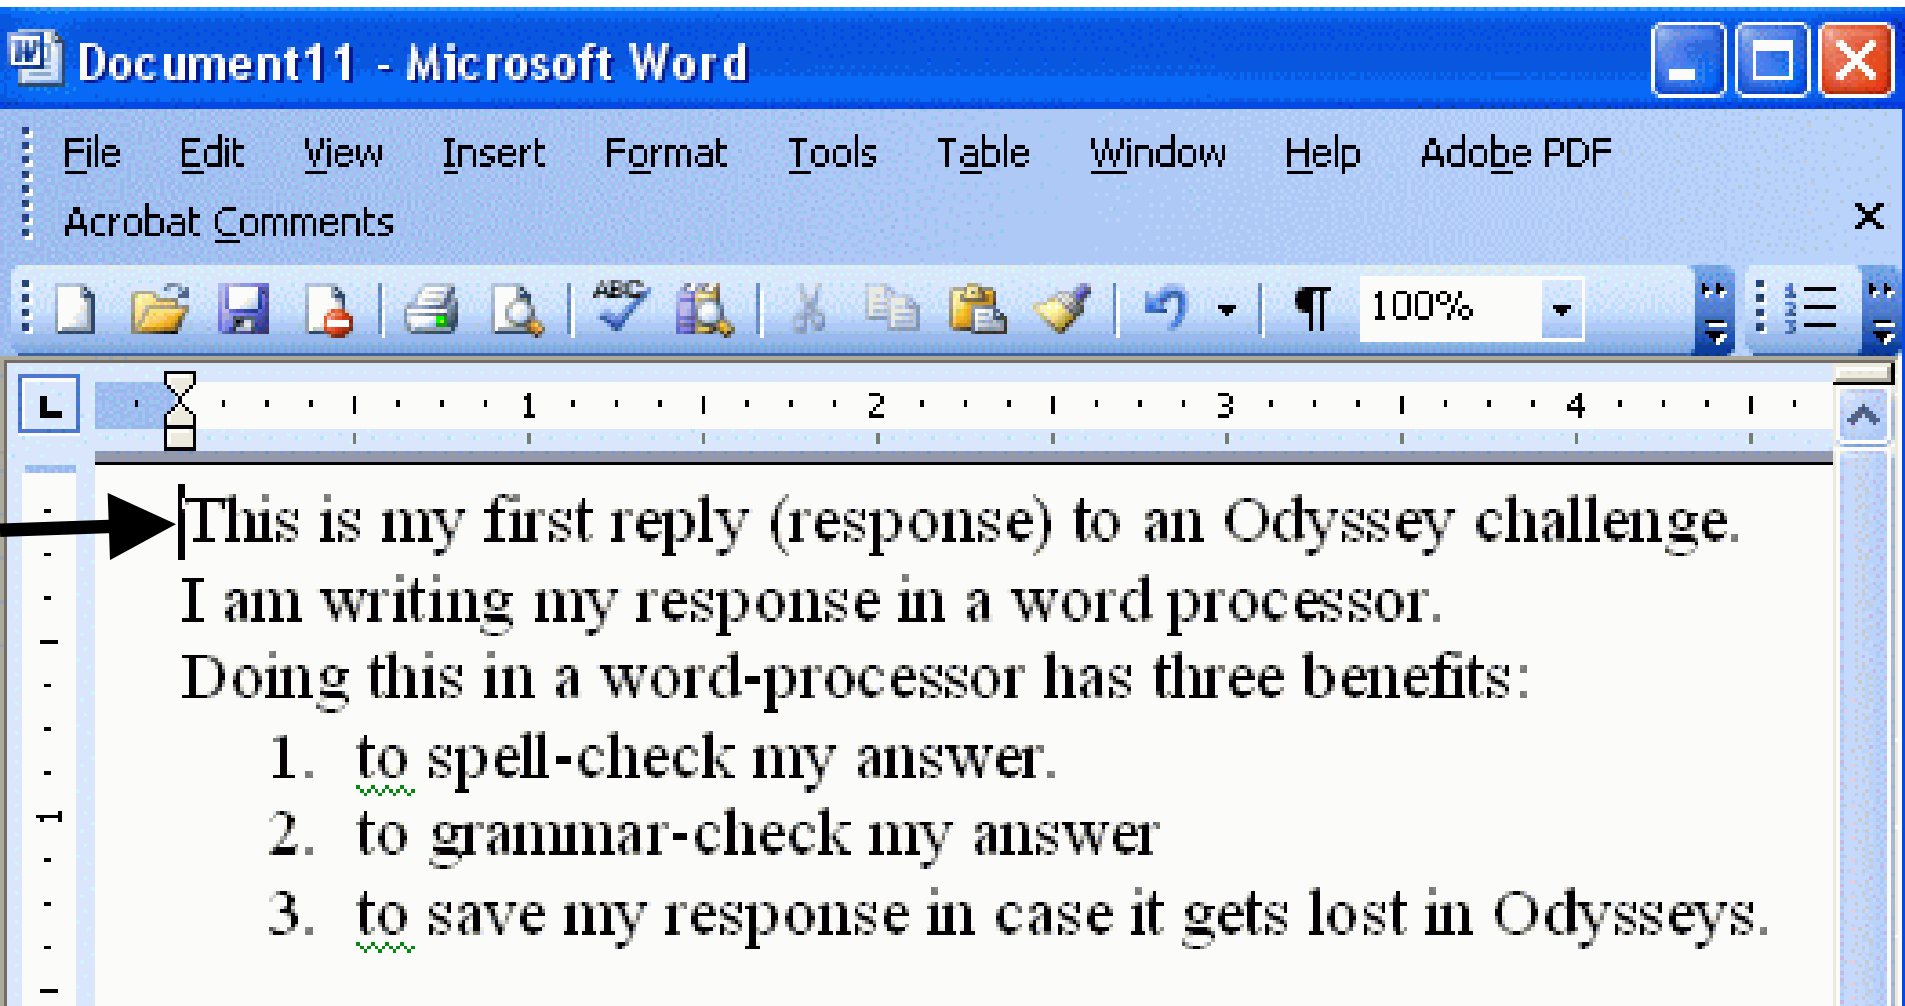 Document11 - Microsoft Word
File Edit View Insert Format Tools Table Window Help Adobe PDF
Acrobat Comments
ABC ¶ 100%
L 1 2 3 4
This is my first reply (response) to an Odyssey challenge.
I am writing my response in a word processor.
Doing this in a word-processor has three benefits:
1. to spell-check my answer.
2. to grammar-check my answer
3. to save my response in case it gets lost in Odysseys.
1